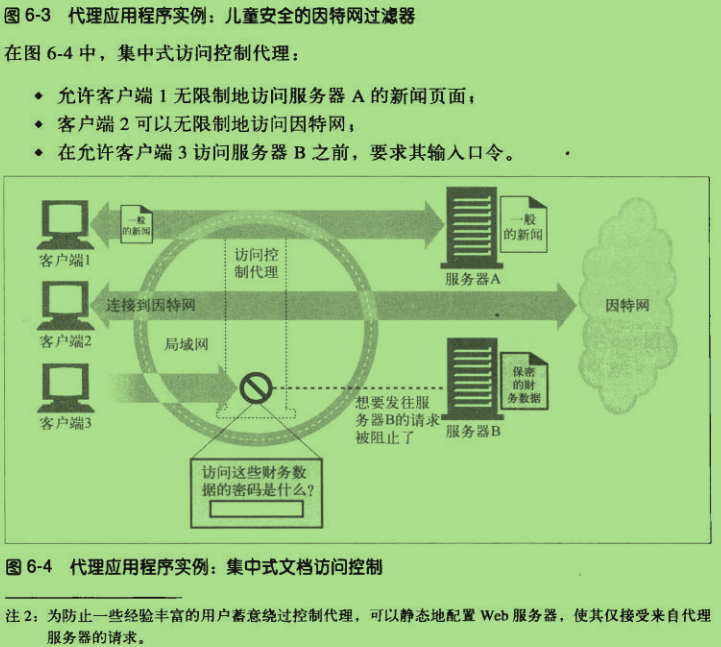 图 6-3 代理应用程序实例：儿童安全的因特网过滤器
在图 6-4 中，集中式访问控制代理：
◆ 允许客户端 1 无限制地访问服务器 A 的新闻页面；
◆ 客户端 2 可以无限制地访问因特网；
◆ 在允许客户端 3 访问服务器 B 之前，要求其输入口令。
一般
的新闻
客户端1
访问控
制代理
一般
的新闻
服务器A
连接到因特网
因特网
客户端2
局域网
保密
的财
务数据
客户端3
想要发往服
务器B的请求
被阻止了
服务器B
访问这些财务数
据的密码是什么?
图 6-4 代理应用程序实例：集中式文档访问控制
注 2：为防止一些经验丰富的用户蓄意绕过控制代理，可以静态地配置 Web 服务器，使其仅接受来自代理
服务器的请求。